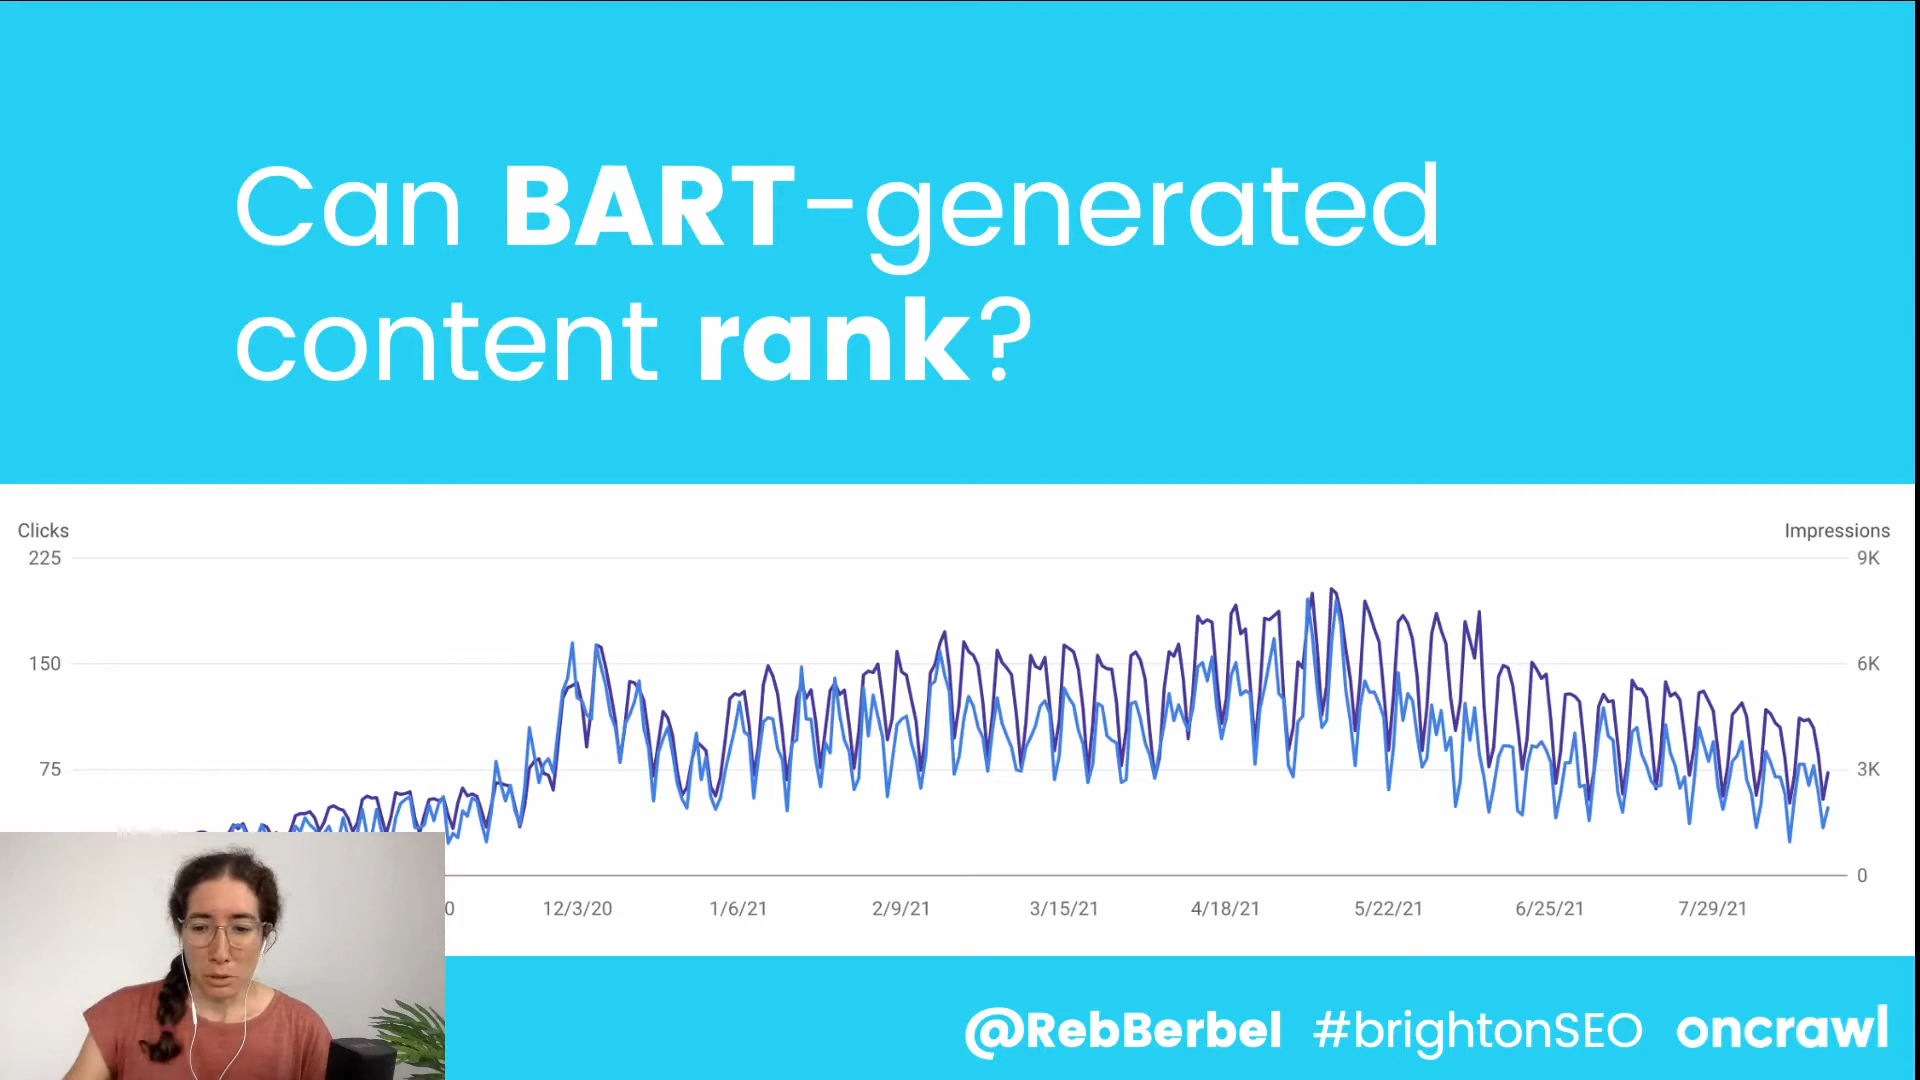 Can BART-generated
content rank?
Clicks
Impressions
225
9K
150
6K
75
3K
0
0
12/3/20
1/6/21
2/9/21
3/15/21
4/18/21
5/22/21
6/25/21
7/29/21
@RebBerbel #brightonSEO oncrawl